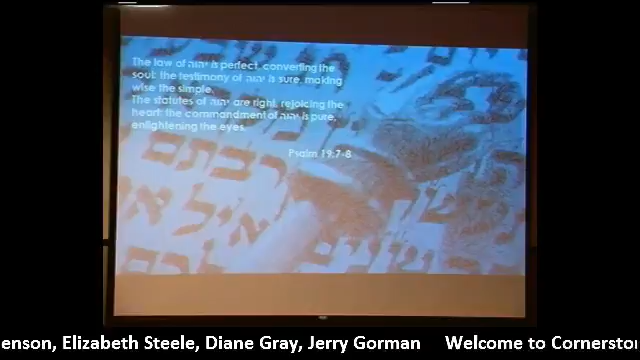 The law of יהוה is perfect, converting the
soul: the testimony of יהוה is sure, making
wise the simple.
The statutes of יהוה are right, rejoicing the
heart: the commandment of יהוה is pure,
enlightening the eyes.
Psalm 19:7-8
רבתם
enson, Elizabeth Steele, Diane Gray, Jerry Gorman Welcome to Cornersto